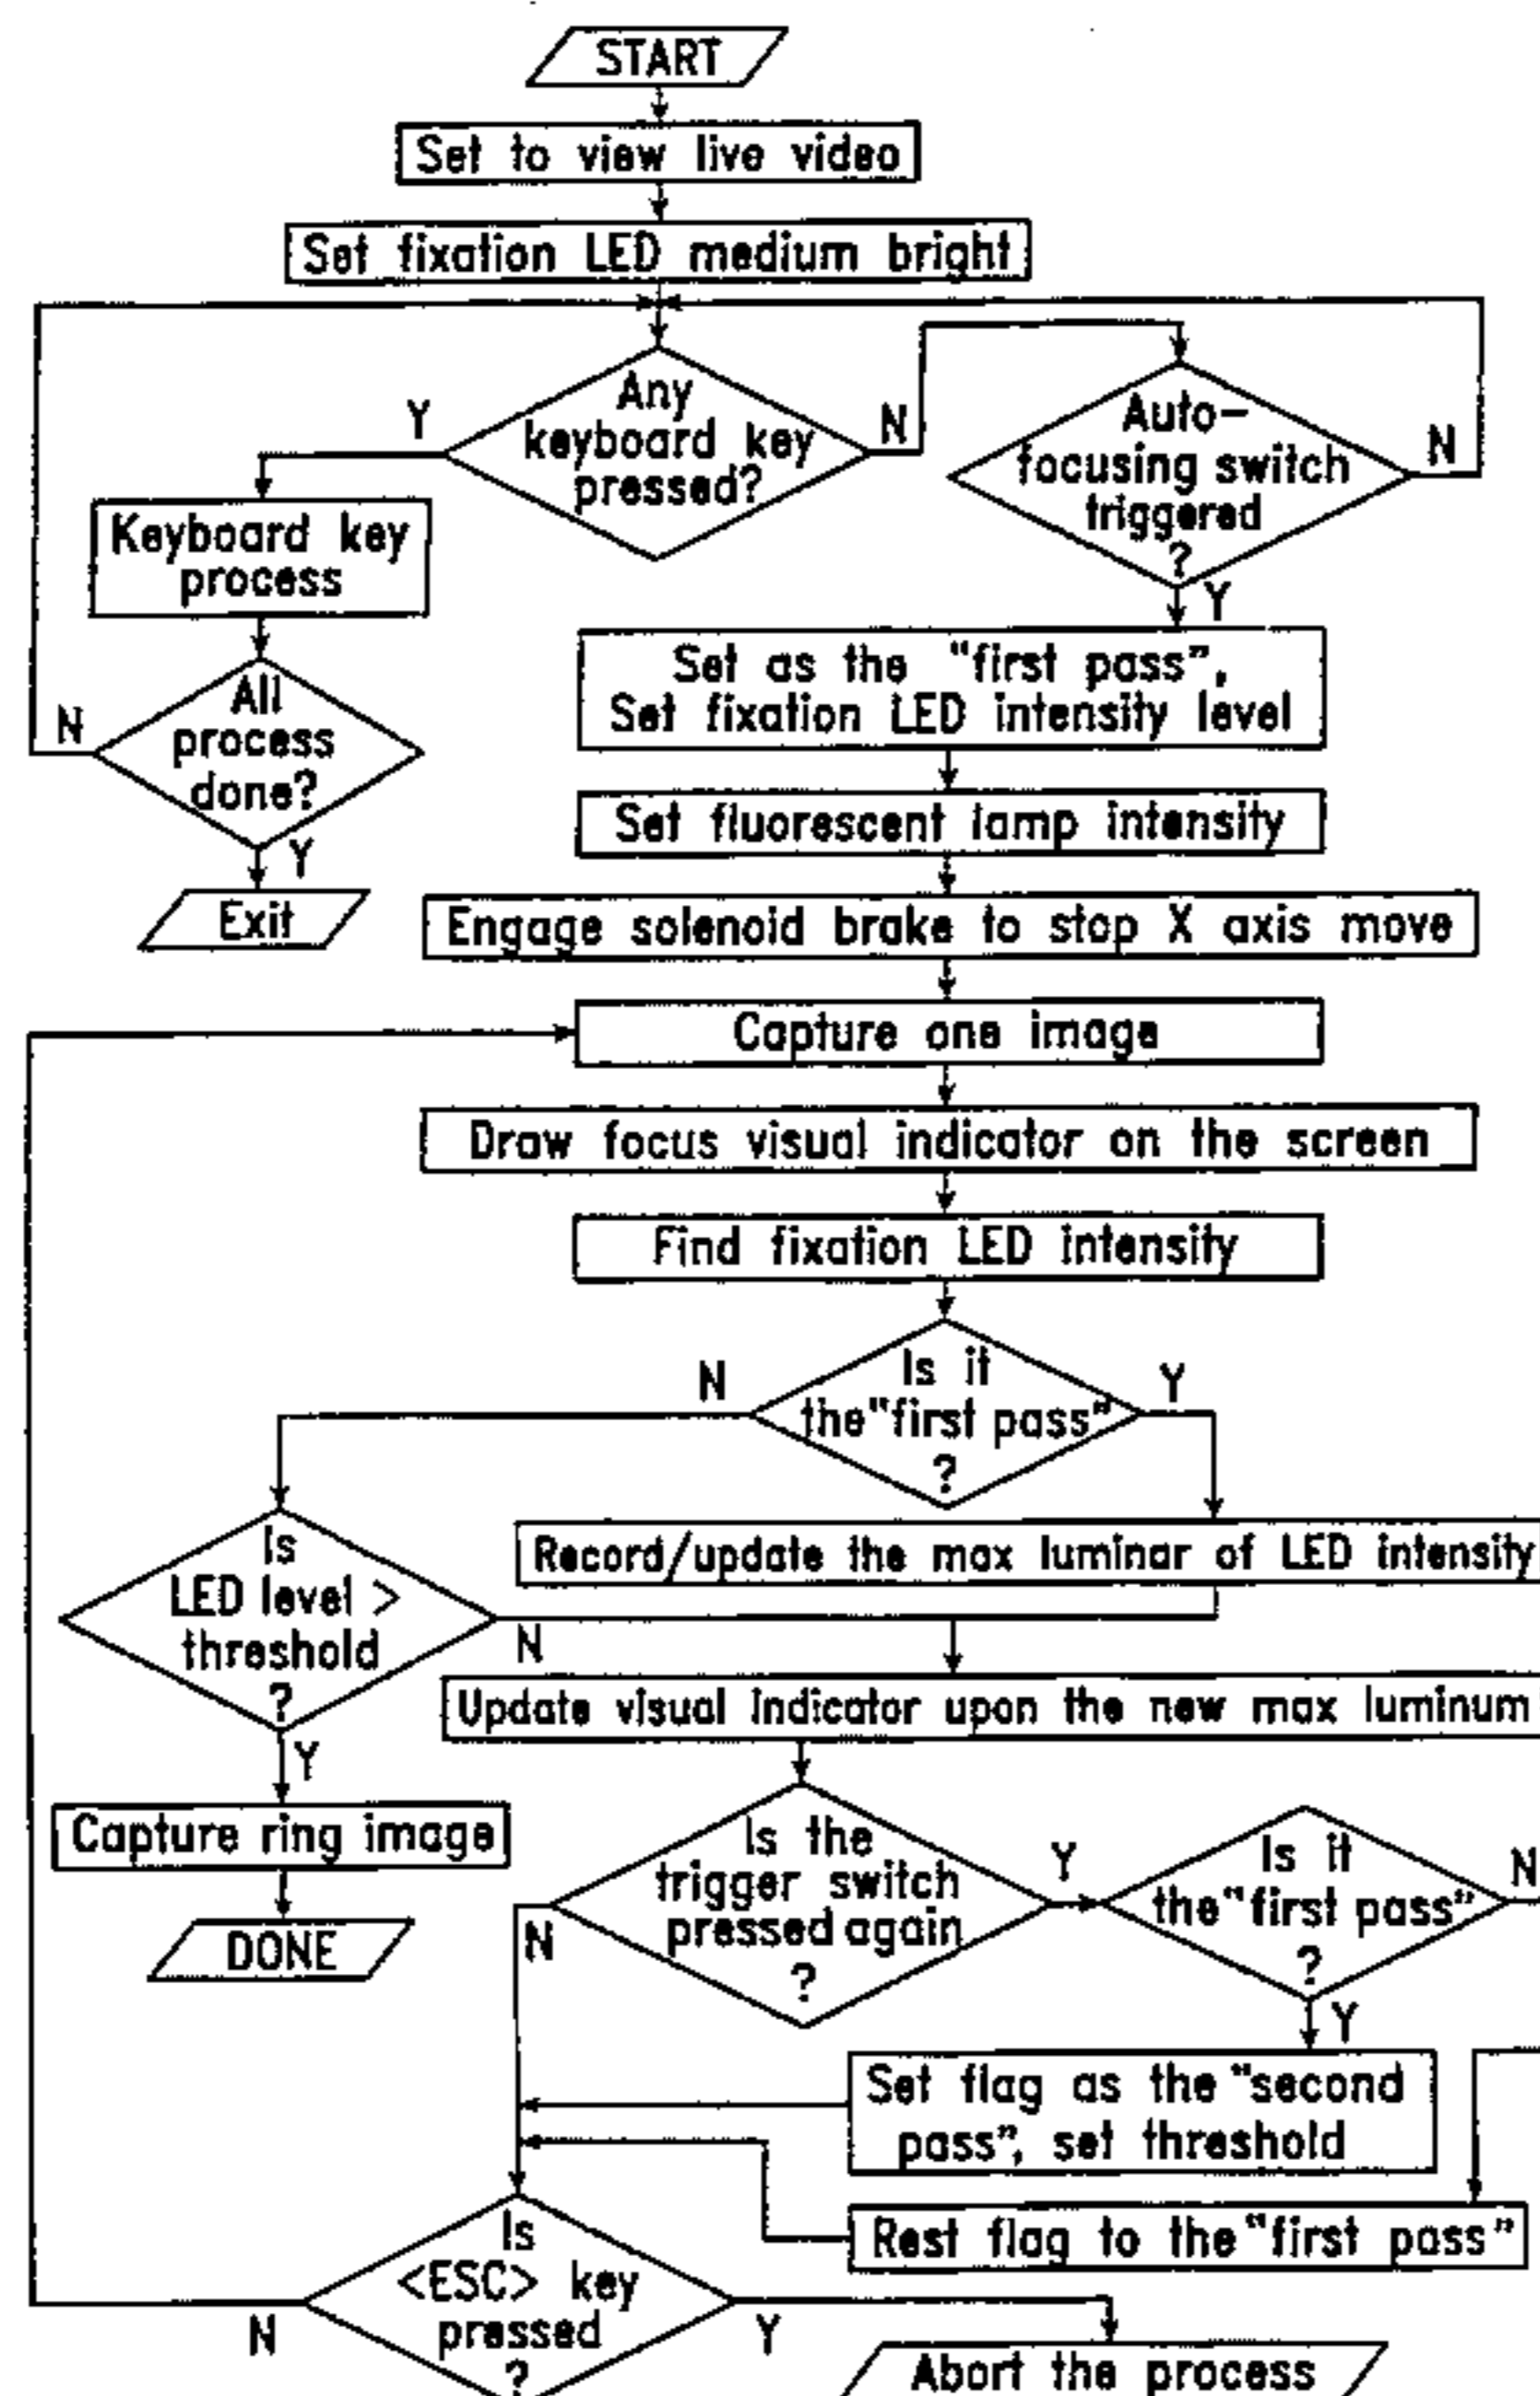 START
Set to view live video
Set fixation LED medium bright
Any
keyboard key
pressed?
Y
N
Auto-
focusing switch
triggered
?
N
Y
Keyboard key
process
All
process
done?
N
Y
Exit
Set as the "first pass",
Set fixation LED intensity level
Set fluorescent lamp intensity
Engage solenoid brake to stop X axis move
Capture one image
Draw focus visual indicator on the screen
Find fixation LED intensity
Is it
the "first pass"
?
N
Y
Record/update the max luminar of LED intensity
Is
LED level >
threshold
?
N
Y
Update visual indicator upon the new max luminum
Capture ring image
DONE
Is the
trigger switch
pressed again
?
Y
N
Is it
the "first pass"
?
N
Y
Set flag as the "second
pass", set threshold
Rest flag to the "first pass"
Is
<ESC> key
pressed
?
N
Y
Abort the process